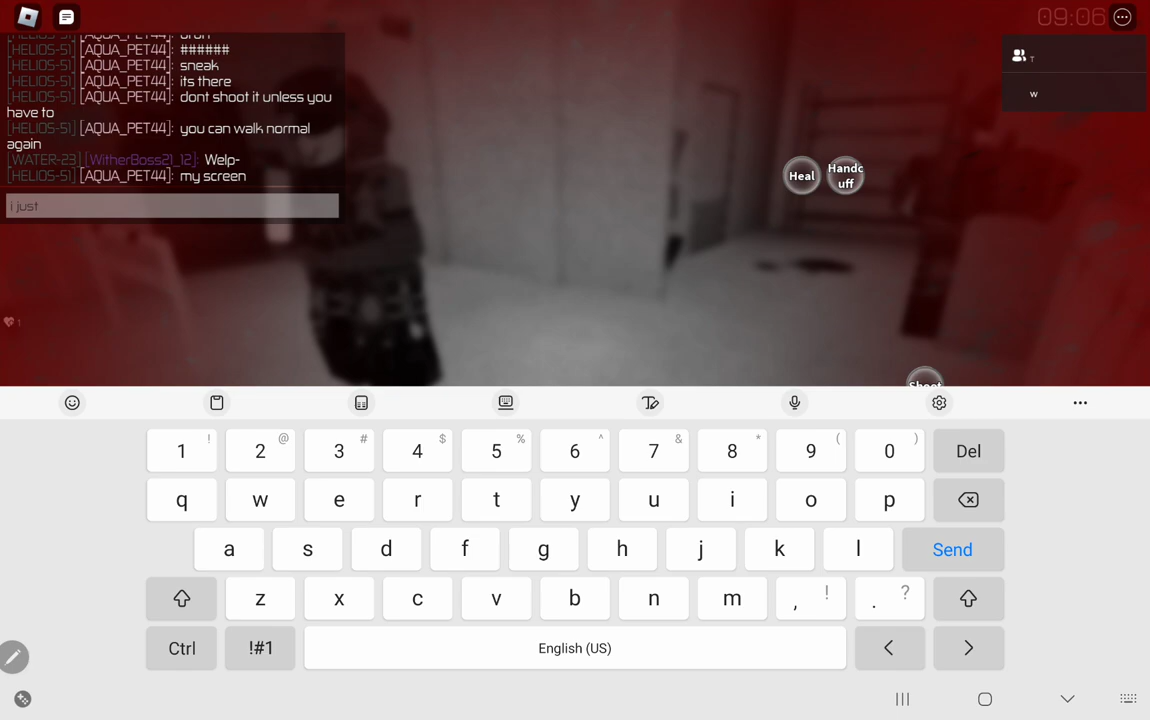 09:06
[HELIOS-51] [AQUA_PET44]: ######
[HELIOS-51] [AQUA_PET44]: sneak
[HELIOS-51] [AQUA_PET44]: its there
[HELIOS-51] [AQUA_PET44]: dont shoot it unless you
have to
[HELIOS-51] [AQUA_PET44]: you can walk normal
again
[WATER-23] [WitherBoss21_12]: Welp-
[HELIOS-51] [AQUA_PET44]: my screen
i just
T
w
Heal
Handc
uff
1
Shoot
1 ! 2 @ 3 # 4 $ 5 % 6 ^ 7 & 8 * 9 ( 0 ) Del
q w e r t y u i o p
a s d f g h j k l Send
z x c v b n m , ! . ?
Ctrl !#1 English (US) < >